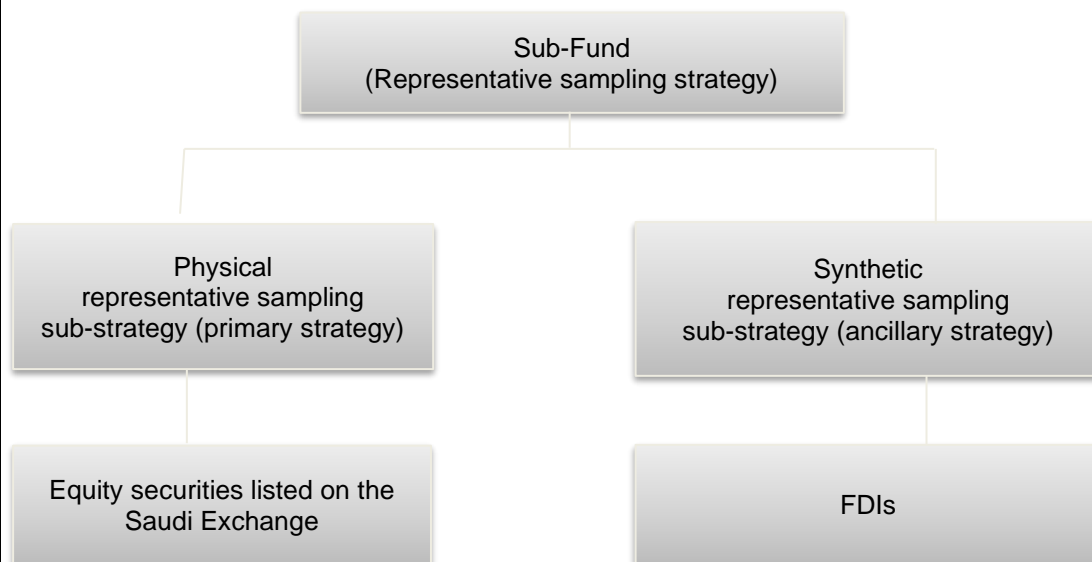 Sub-Fund
(Representative sampling strategy)
Physical
representative sampling
sub-strategy (primary strategy)
Synthetic
representative sampling
sub-strategy (ancillary strategy)
Equity securities listed on the
Saudi Exchange
FDIs